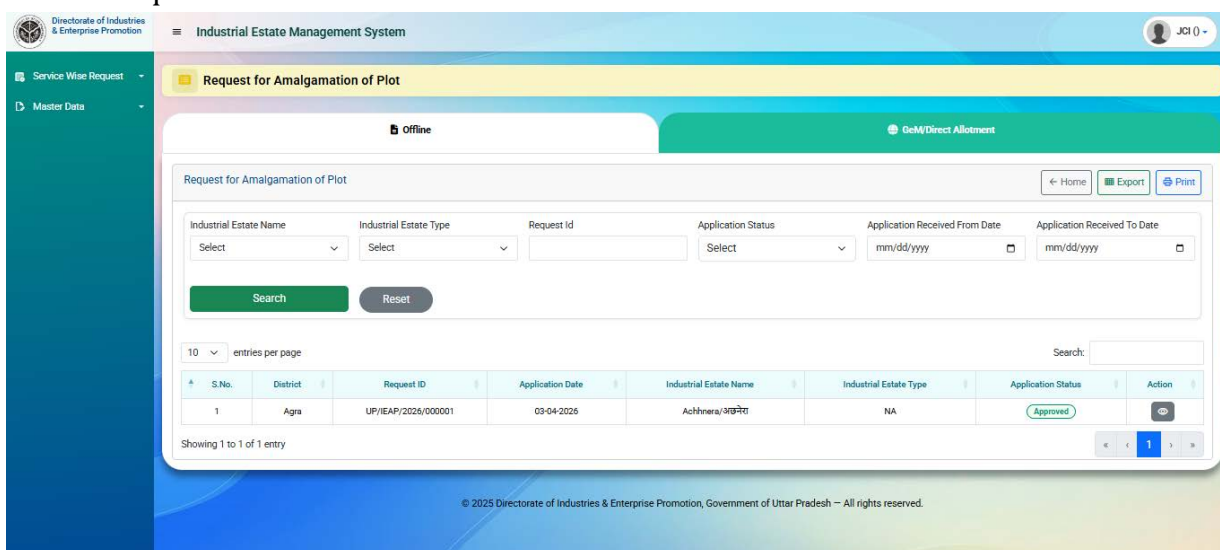 Directorate of Industries
& Enterprise Promotion
Industrial Estate Management System
JCI ()
Service Wise Request
Master Data
Request for Amalgamation of Plot
Offline
GeM/Direct Allotment
Request for Amalgamation of Plot
← Home
Export
Print
Industrial Estate Name
Industrial Estate Type
Request Id
Application Status
Application Received From Date
Application Received To Date
Select
Select
Select
mm/dd/yyyy
mm/dd/yyyy
Search
Reset
10 entries per page
Search:
S.No. District Request ID Application Date Industrial Estate Name Industrial Estate Type Application Status Action
1 Agra UP/IEAP/2026/000001 03-04-2026 Achhnera/अछनेरा NA Approved
Showing 1 to 1 of 1 entry
« ‹ 1 › »
© 2025 Directorate of Industries & Enterprise Promotion, Government of Uttar Pradesh — All rights reserved.